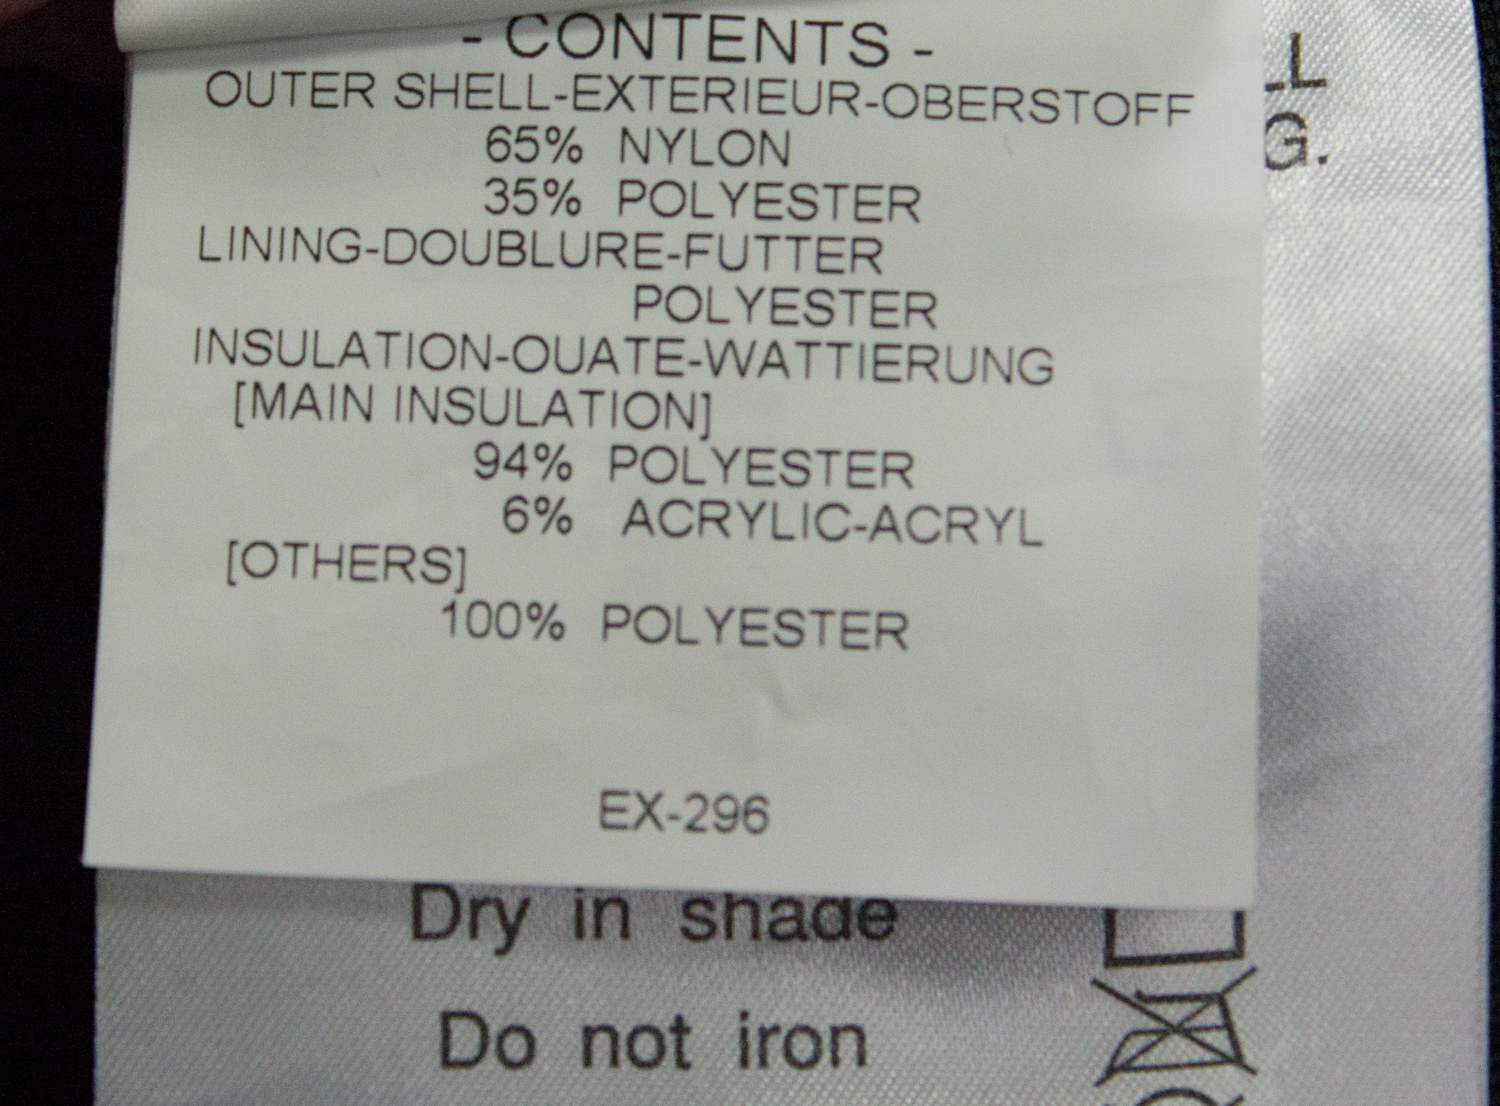 - CONTENTS -
OUTER SHELL-EXTERIEUR-OBERSTOFF
65% NYLON
35% POLYESTER
LINING-DOUBLURE-FUTTER
POLYESTER
INSULATION-OUATE-WATTIERUNG
[MAIN INSULATION]
94% POLYESTER
6% ACRYLIC-ACRYL
[OTHERS]
100% POLYESTER
EX-296
Dry in shade
Do not iron